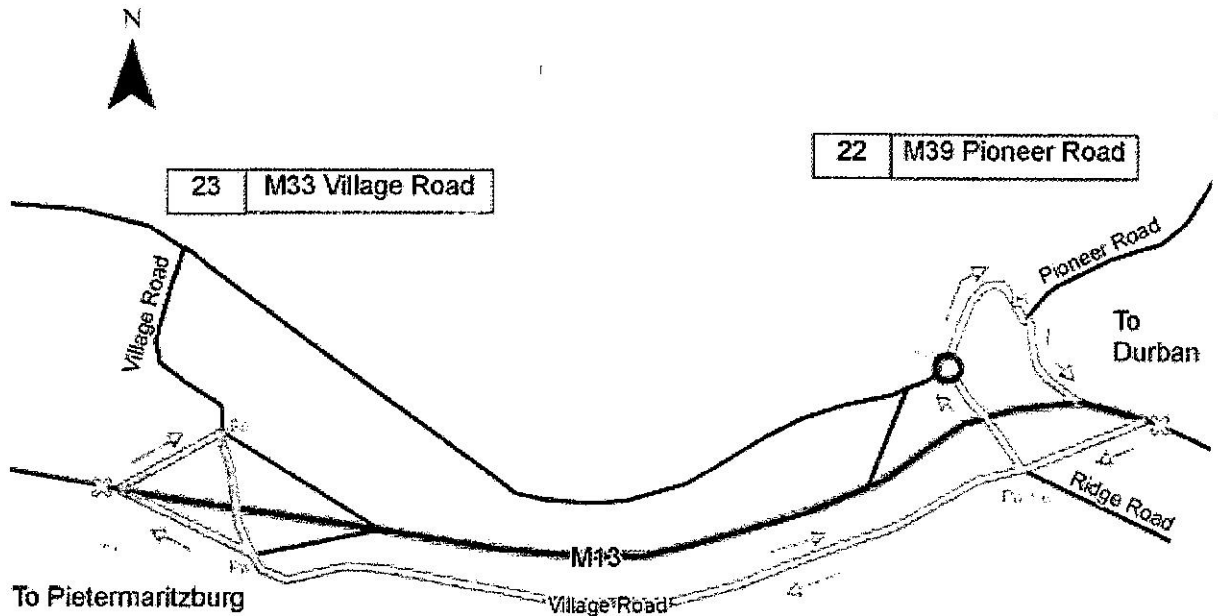 N
22 M39 Pioneer Road
23 M33 Village Road
Pioneer Road
Village Road
To
Durban
Ridge Road
M13
To Pietermaritzburg
Village Road